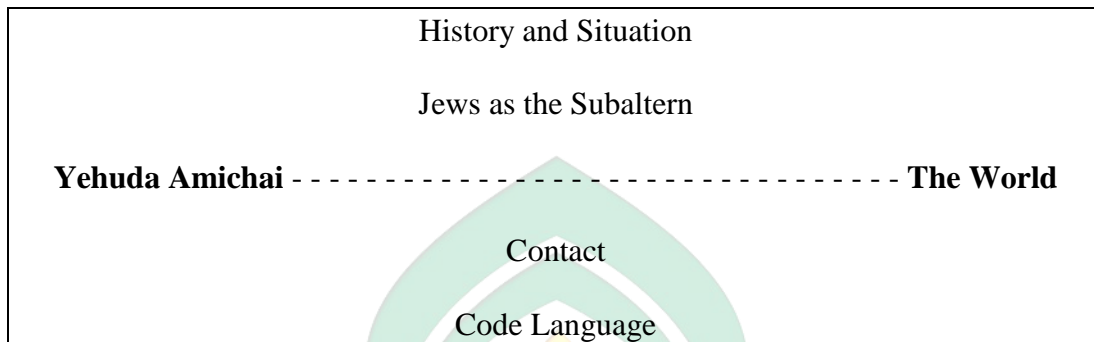 History and Situation
Jews as the Subaltern
Yehuda Amichai - - - - - - - - - - - - - - - - - - - - - - - - - - - - - - - - - The World
Contact
Code Language